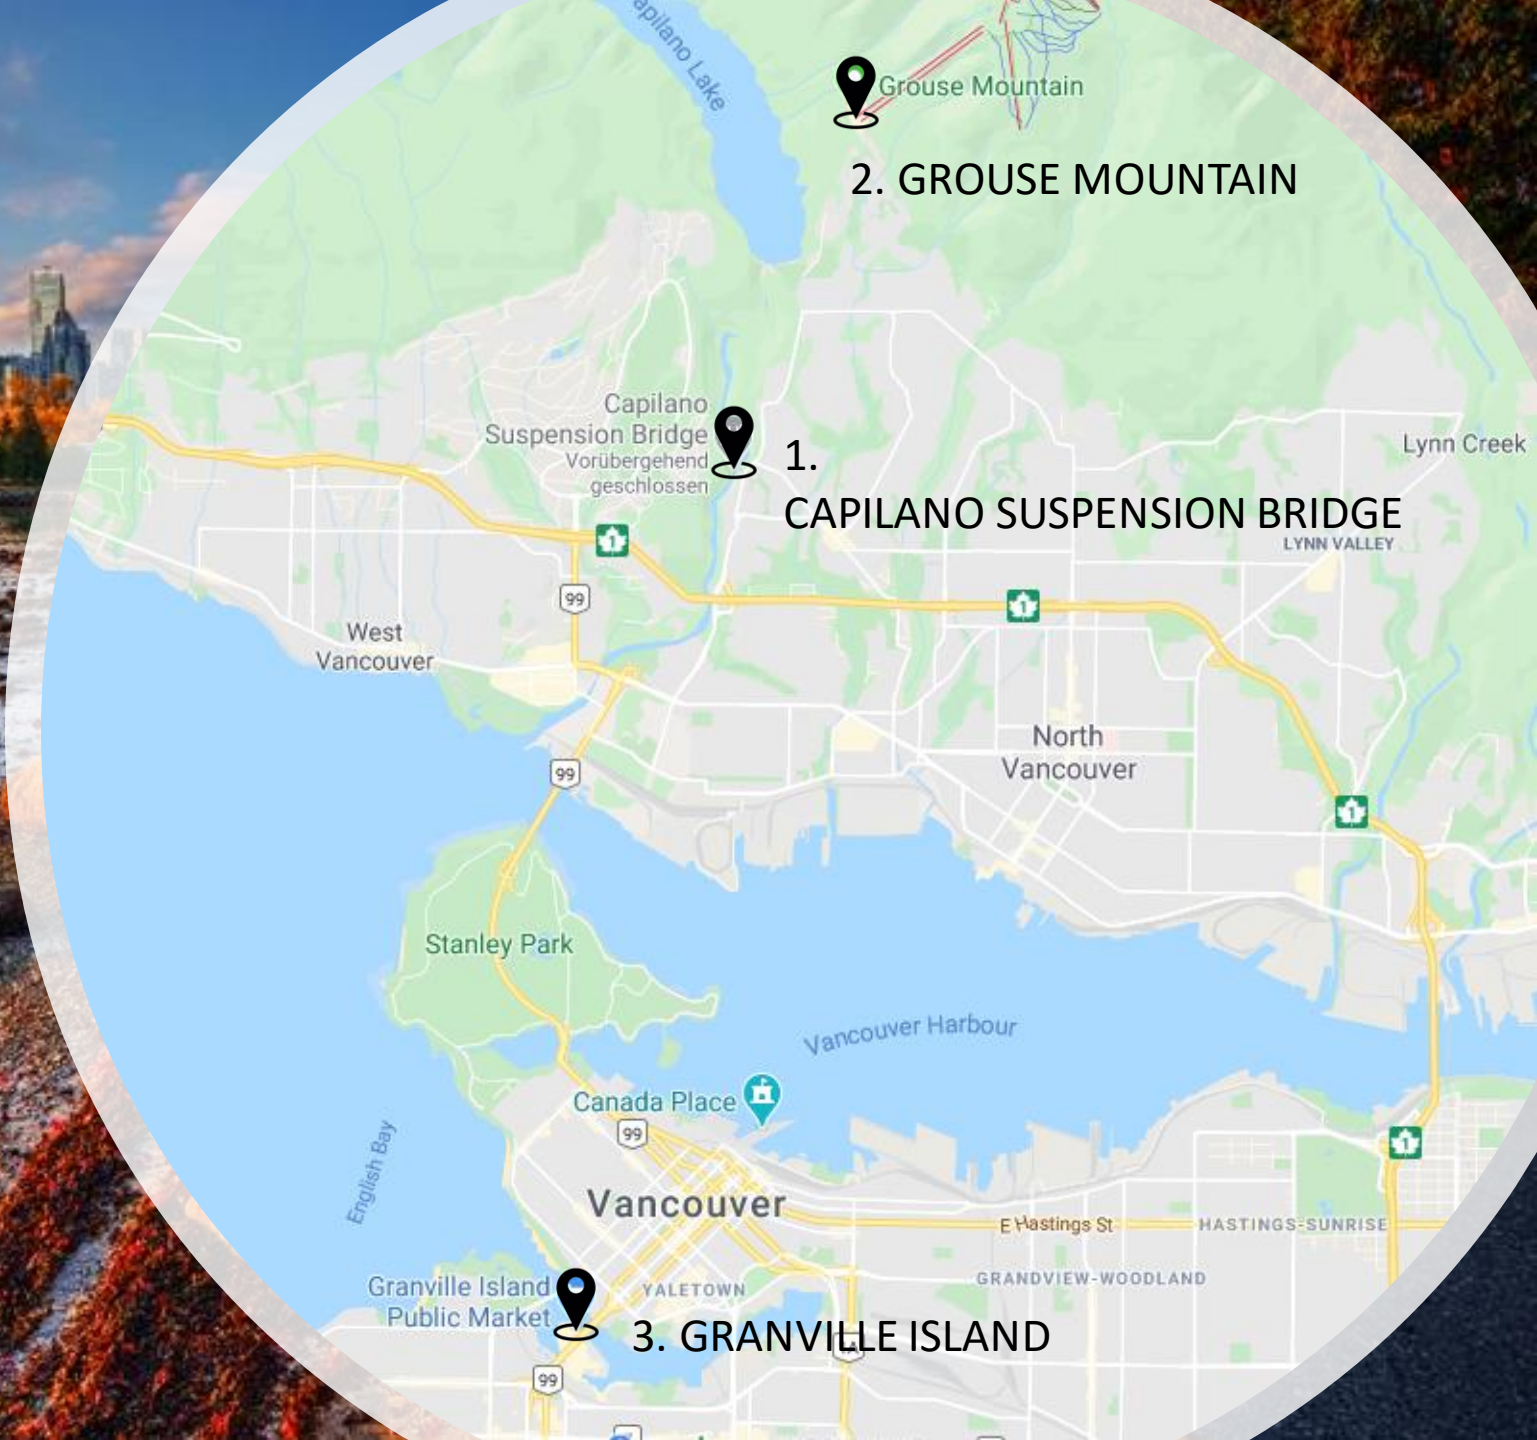 apilano Lake
Grouse Mountain
2. GROUSE MOUNTAIN
Capilano
Suspension Bridge
Vorübergehend
geschlossen
1.
CAPILANO SUSPENSION BRIDGE
Lynn Creek
LYNN VALLEY
1
99
1
West
Vancouver
North
Vancouver
99
1
Stanley Park
Vancouver Harbour
Canada Place
99
English Bay
1
Vancouver
E Hastings St
HASTINGS-SUNRISE
GRANDVIEW-WOODLAND
Granville Island
Public Market
YALETOWN
3. GRANVILLE ISLAND
99